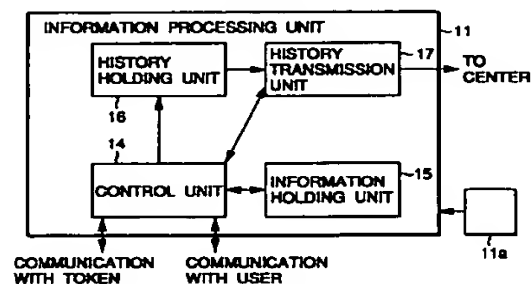 INFORMATION PROCESSING UNIT
11
HISTORY
HOLDING UNIT
16
HISTORY
TRANSMISSION
UNIT
17
TO
CENTER
14
CONTROL UNIT
INFORMATION
HOLDING UNIT
15
11a
COMMUNICATION
WITH TOKEN
COMMUNICATION
WITH USER